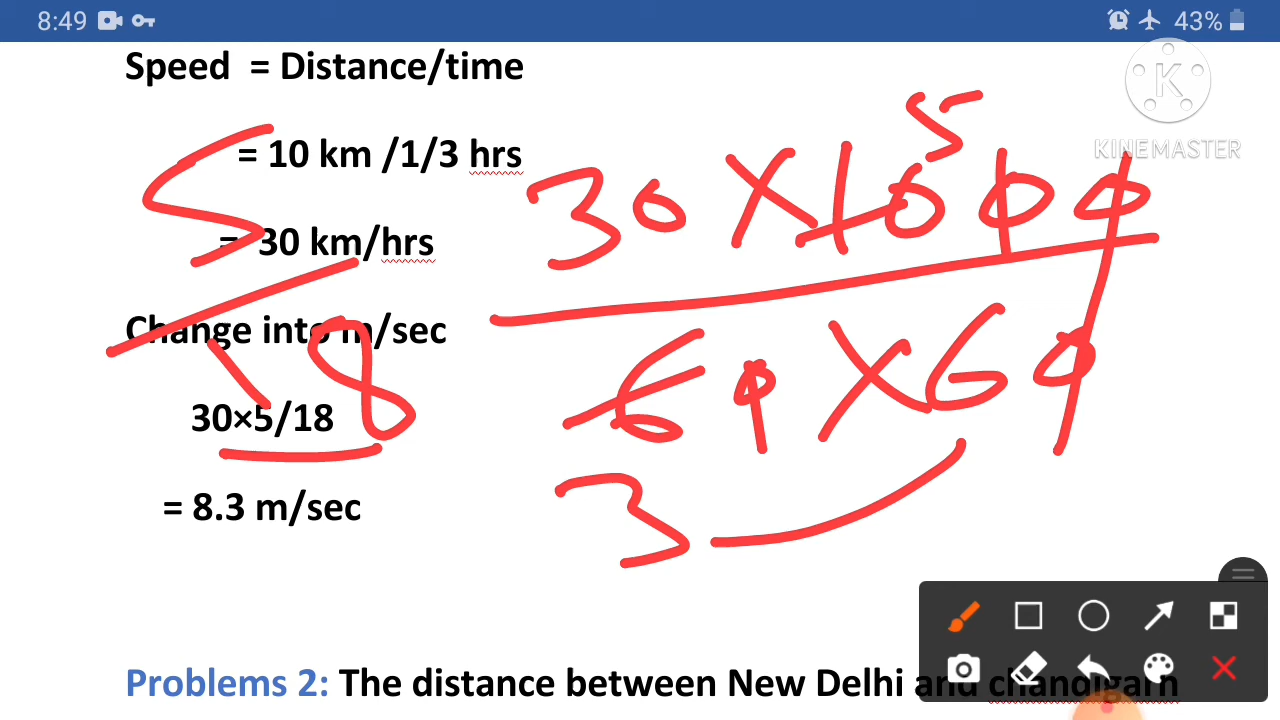 8:49 43%
Speed = Distance/time
K
KINEMASTER
= 10 km /1/3 hrs
= 30 km/hrs
Change into m/sec
30×5/18
= 8.3 m/sec
5
18
5
30 × 1000
60 × 60
3
Problems 2: The distance between New Delhi and chandigarh